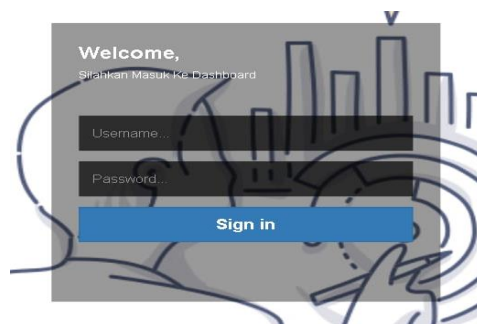 Welcome,
Silahkan Masuk Ke Dashboard
Username...
Password...
Sign in